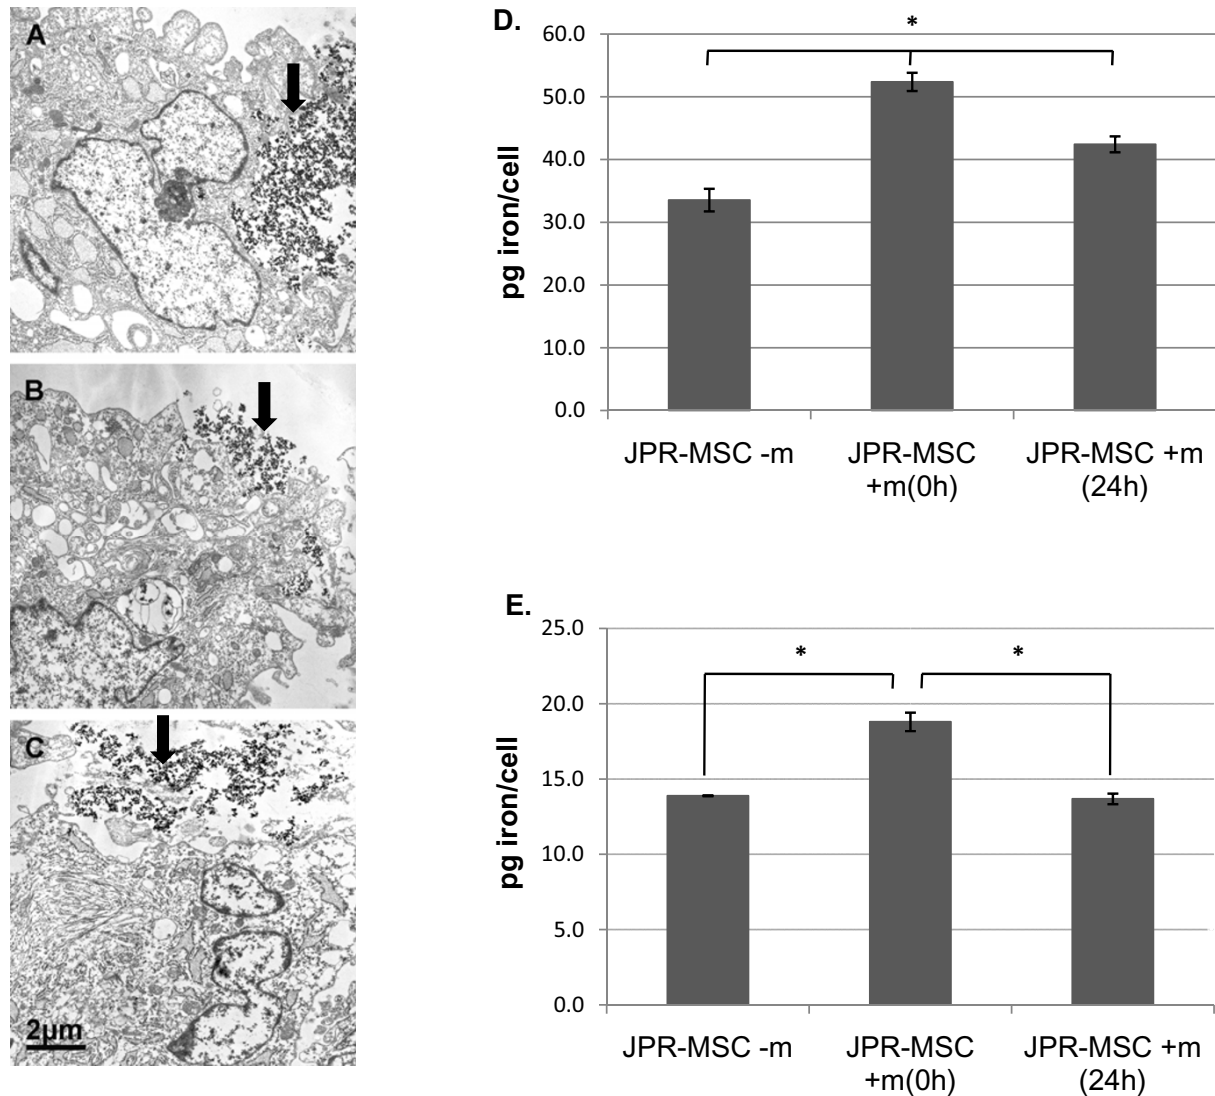 A
B
C
2µm
D.
pg iron/cell
60.0
50.0
40.0
30.0
20.0
10.0
0.0
*
JPR-MSC -m
JPR-MSC
+m(0h)
JPR-MSC +m
(24h)
E.
pg iron/cell
25.0
20.0
15.0
10.0
5.0
0.0
*
*
JPR-MSC -m
JPR-MSC
+m(0h)
JPR-MSC +m
(24h)